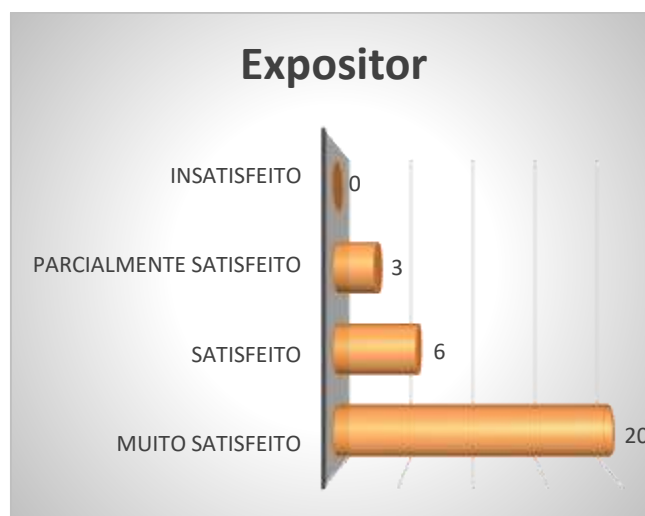 Expositor
INSATISFEITO 0
PARCIALMENTE SATISFEITO 3
SATISFEITO 6
MUITO SATISFEITO 20